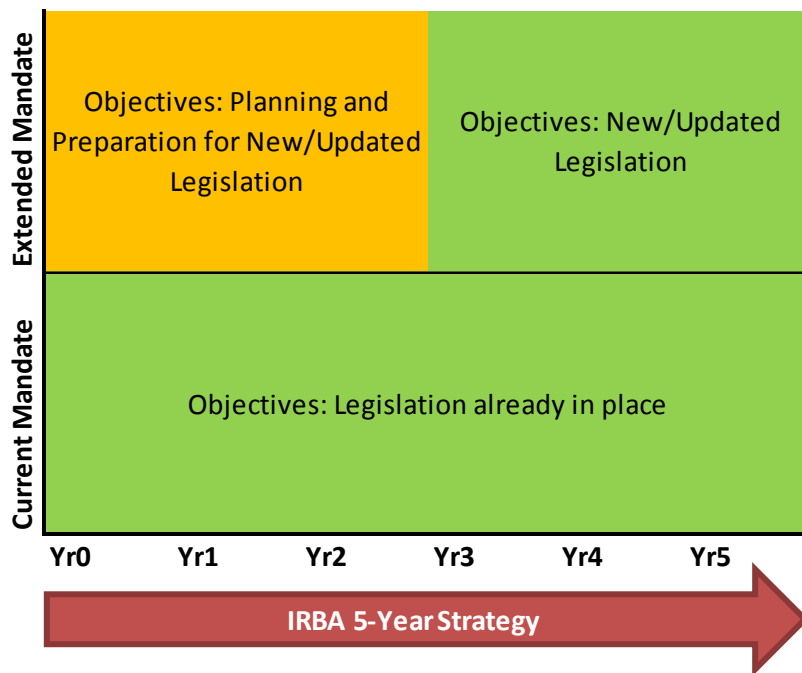 Extended Mandate
Objectives: Planning and
Preparation for New/Updated
Legislation
Objectives: New/Updated
Legislation
Current Mandate
Objectives: Legislation already in place
Yr0 Yr1 Yr2 Yr3 Yr4 Yr5
IRBA 5-Year Strategy